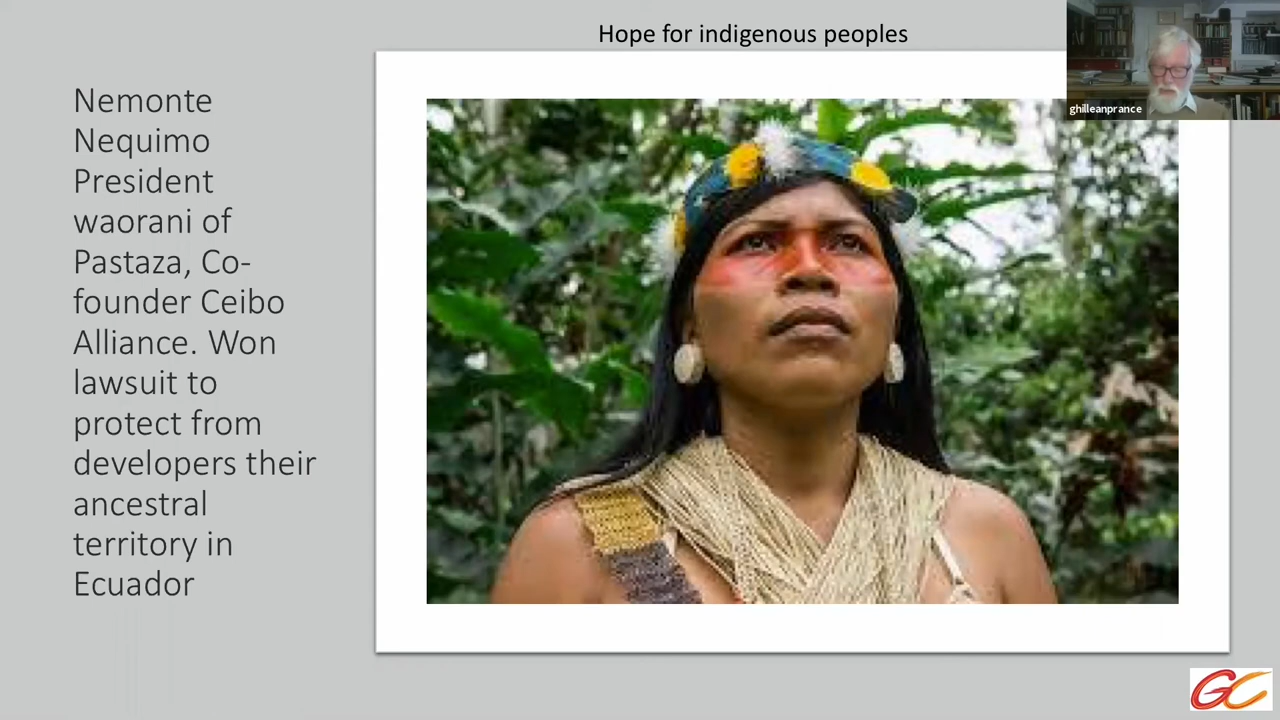 Hope for indigenous peoples
ghilleanprance
Nemonte
Nequimo
President
waorani of
Pastaza, Co-
founder Ceibo
Alliance. Won
lawsuit to
protect from
developers their
ancestral
territory in
Ecuador
GC